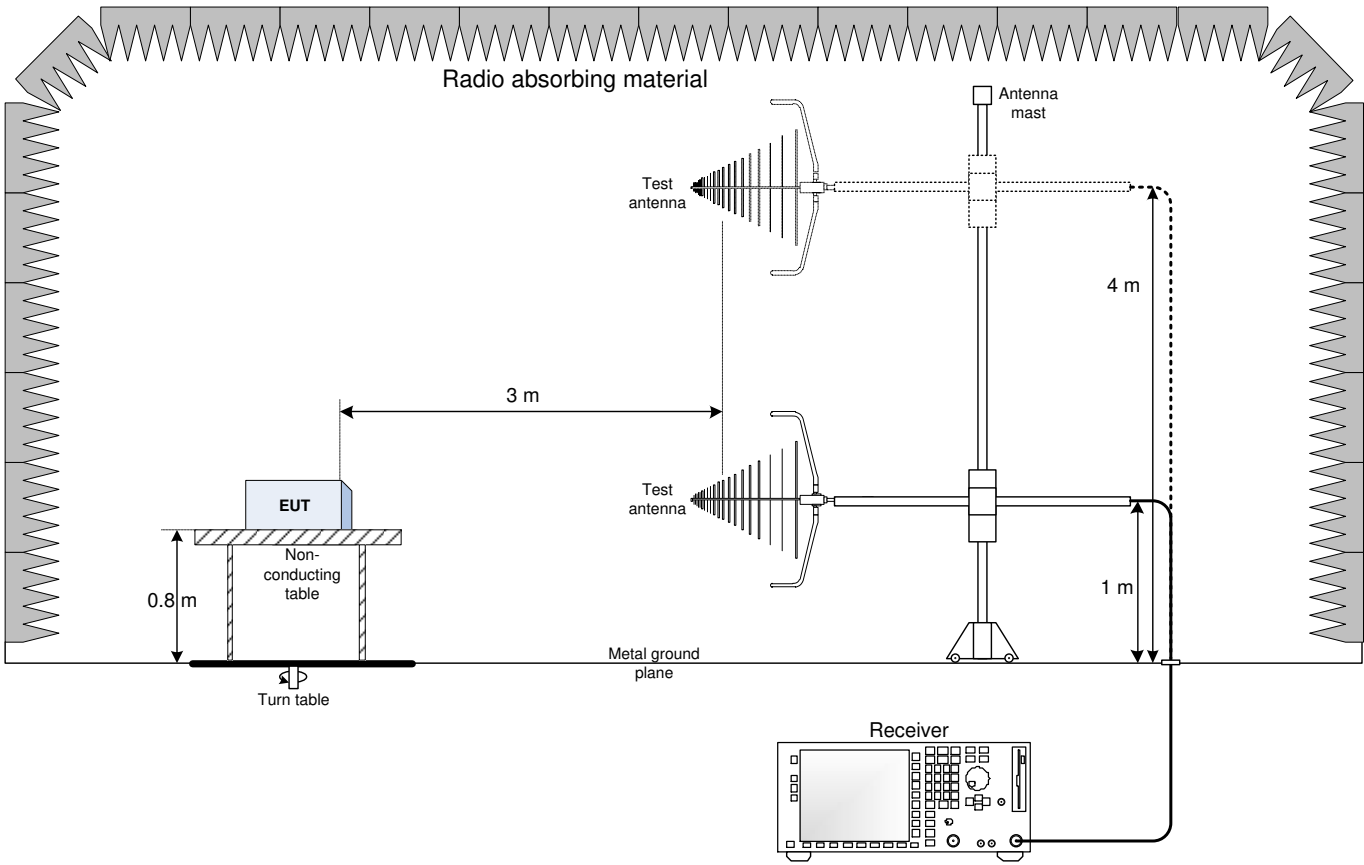 Radio absorbing material
Antenna
mast
Test
antenna
4 m
3 m
EUT
Test
antenna
Non-
conducting
table
0.8 m
1 m
Metal ground
plane
Turn table
Receiver